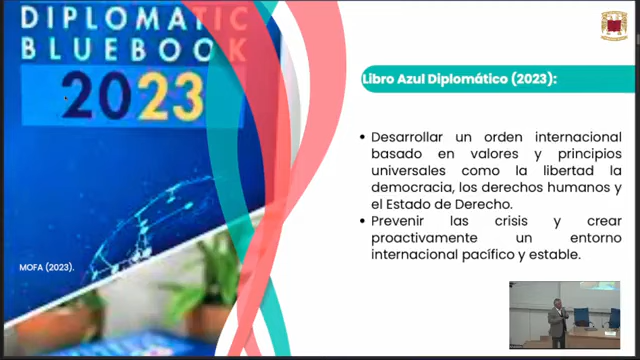 DIPLOMATIC
BLUEBOOK
2023
MOFA (2023).
Libro Azul Diplomático (2023):
• Desarrollar un orden internacional
basado en valores y principios
universales como la libertad la
democracia, los derechos humanos y
el Estado de Derecho.
• Prevenir las crisis y crear
proactivamente un entorno
internacional pacífico y estable.